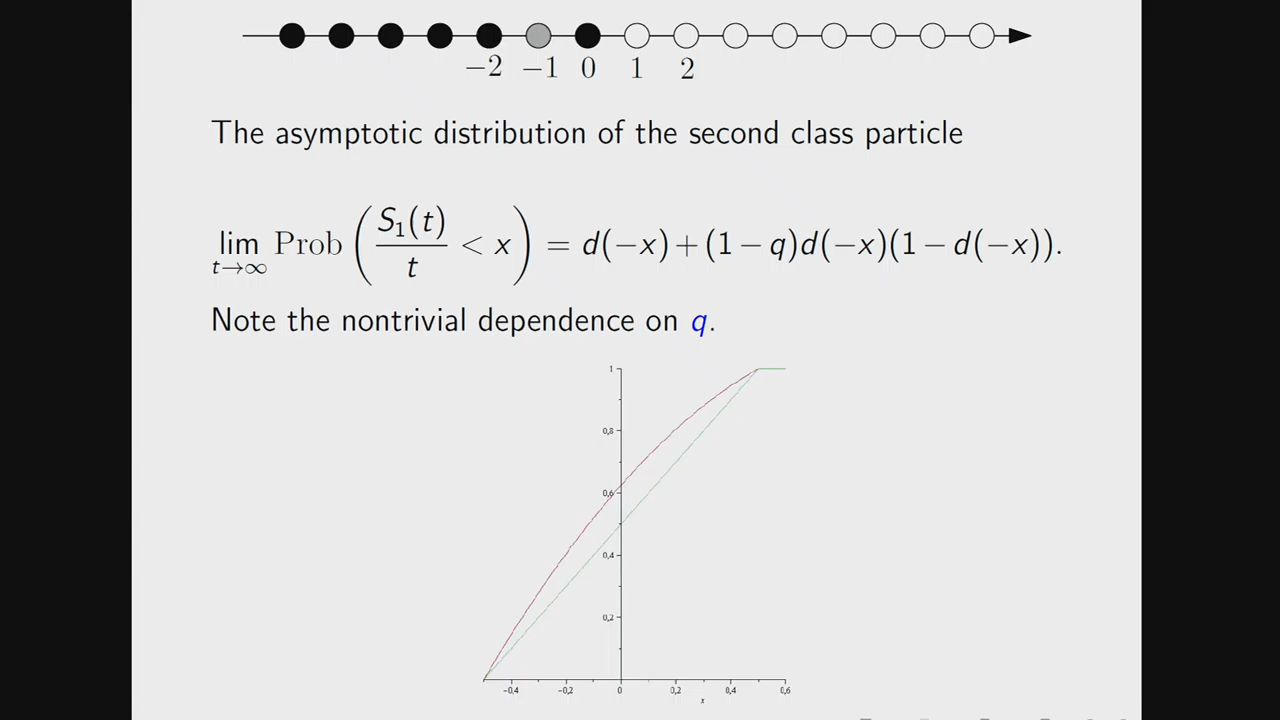 −2 −1 0 1 2
The asymptotic distribution of the second class particle
lim t→∞ Prob ( S₁(t) / t < x ) = d(−x) + (1 − q)d(−x)(1 − d(−x)).
Note the nontrivial dependence on q.
1
0,8
0,6
0,4
0,2
−0,4 −0,2 0 0,2 0,4 0,6
x